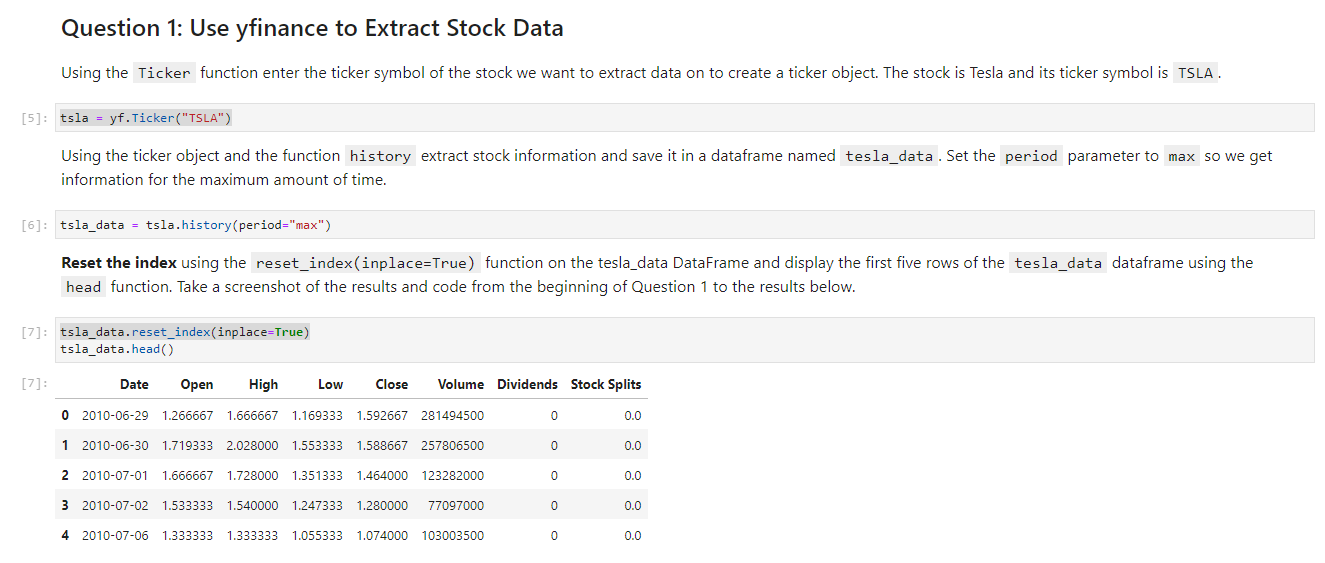 Question 1: Use yfinance to Extract Stock Data
Using the Ticker function enter the ticker symbol of the stock we want to extract data on to create a ticker object. The stock is Tesla and its ticker symbol is TSLA.
[5]: tsla = yf.Ticker("TSLA")
Using the ticker object and the function history extract stock information and save it in a dataframe named tesla_data. Set the period parameter to max so we get
information for the maximum amount of time.
[6]: tsla_data = tsla.history(period="max")
Reset the index using the reset_index(inplace=True) function on the tesla_data DataFrame and display the first five rows of the tesla_data dataframe using the
head function. Take a screenshot of the results and code from the beginning of Question 1 to the results below.
[7]: tsla_data.reset_index(inplace=True)
tsla_data.head()
[7]: Date Open High Low Close Volume Dividends Stock Splits
0 2010-06-29 1.266667 1.666667 1.169333 1.592667 281494500 0 0.0
1 2010-06-30 1.719333 2.028000 1.553333 1.588667 257806500 0 0.0
2 2010-07-01 1.666667 1.728000 1.351333 1.464000 123282000 0 0.0
3 2010-07-02 1.533333 1.540000 1.247333 1.280000 77097000 0 0.0
4 2010-07-06 1.333333 1.333333 1.055333 1.074000 103003500 0 0.0